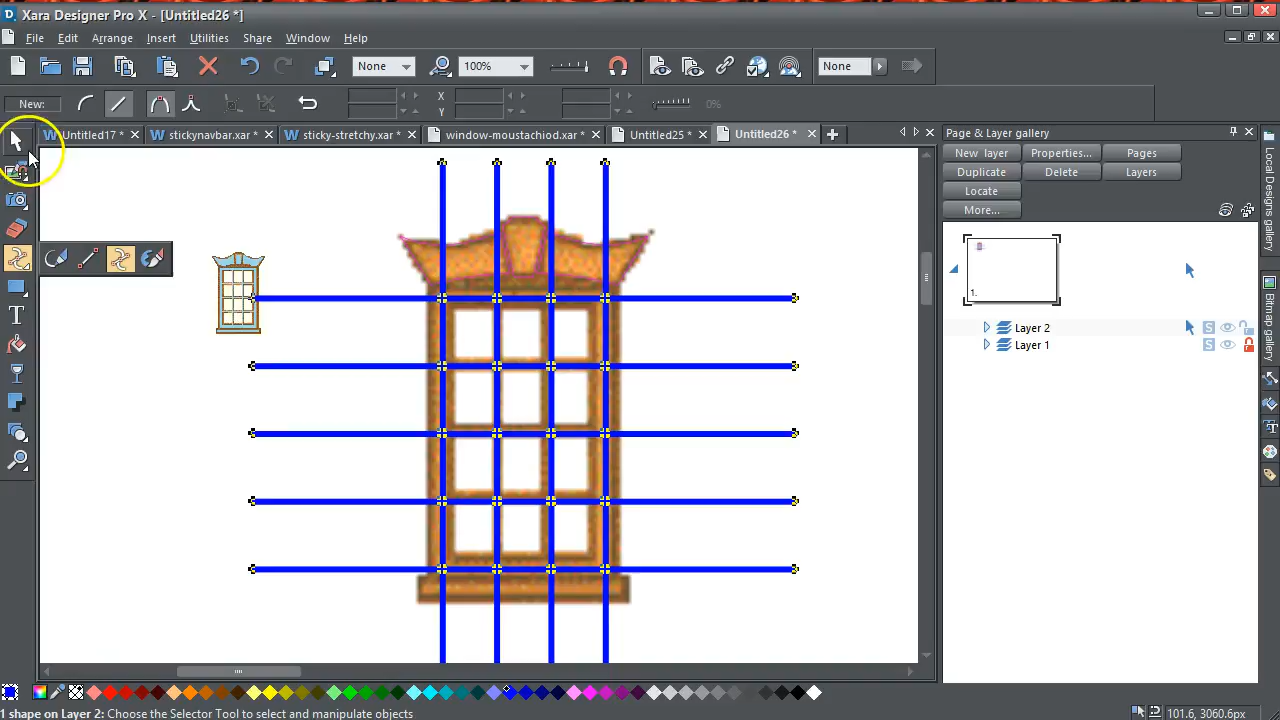 Xara Designer Pro X - [Untitled26 *]
File Edit Arrange Insert Utilities Share Window Help
None 100% None
New: X Y 0%
Untitled17 * stickynavbar.xar * sticky-stretchy.xar * window-moustachiod.xar * Untitled25 * Untitled26 *
Page & Layer gallery
New layer Properties... Pages
Duplicate Delete Layers
Locate
More...
1.
Layer 2 S
Layer 1 S
Local Designs gallery
Bitmap gallery
1 shape on Layer 2: Choose the Selector Tool to select and manipulate objects
101.6, 3060.6px